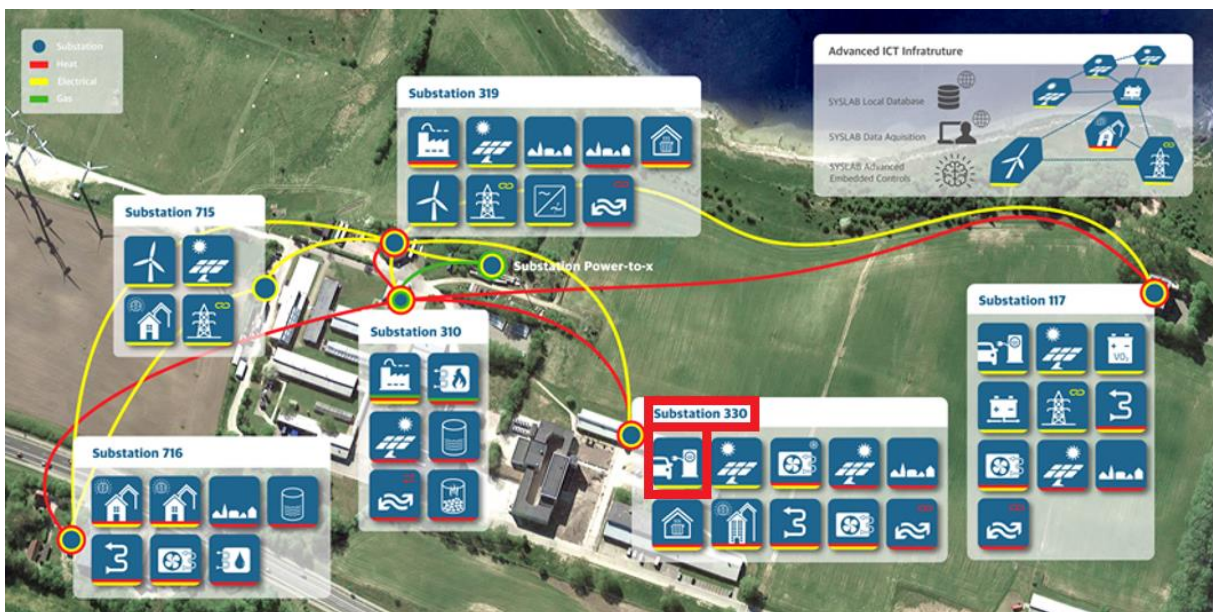 Substation
Heat
Electrical
Gas
Advanced ICT Infratruture
SYSLAB Local Database
SYSLAB Data Aquisition
SYSLAB Advanced
Embedded Controls
Substation 319
Substation 715
Substation Power-to-x
Substation 117
VO₅
Substation 310
Substation 330
Substation 716